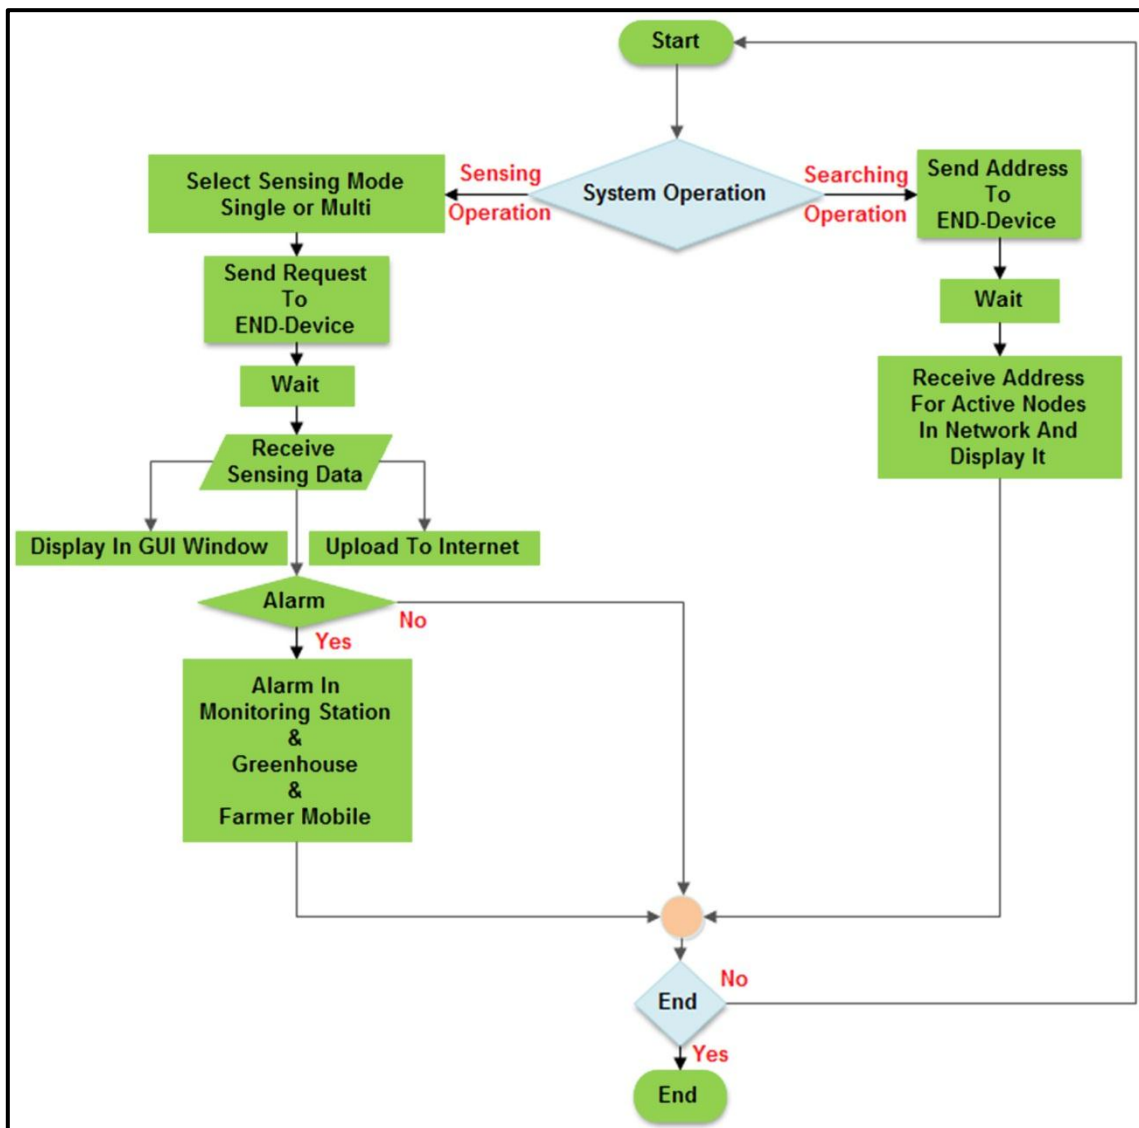 Start
System Operation
Sensing
Operation
Searching
Operation
Select Sensing Mode
Single or Multi
Send Request
To
END-Device
Wait
Receive
Sensing Data
Display In GUI Window
Upload To Internet
Alarm
No
Yes
Alarm In
Monitoring Station
&
Greenhouse
&
Farmer Mobile
Send Address
To
END-Device
Wait
Receive Address
For Active Nodes
In Network And
Display It
End
No
Yes
End